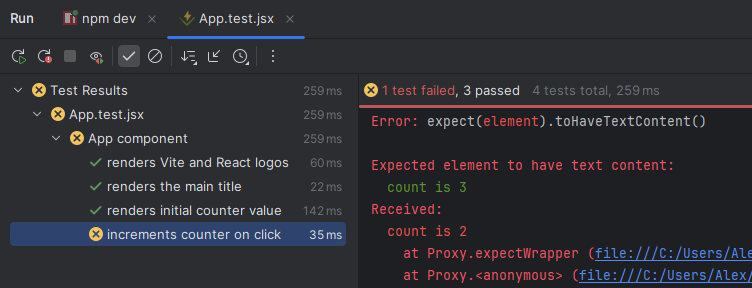 Run npm dev App.test.jsx
Test Results 259 ms
App.test.jsx 259 ms
App component 259 ms
renders Vite and React logos 60 ms
renders the main title 22 ms
renders initial counter value 142 ms
increments counter on click 35 ms
1 test failed, 3 passed 4 tests total, 259 ms
Error: expect(element).toHaveTextContent()
Expected element to have text content:
count is 3
Received:
count is 2
at Proxy.expectWrapper (file:///C:/Users/Ale
at Proxy.<anonymous> (file:///C:/Users/Alex/